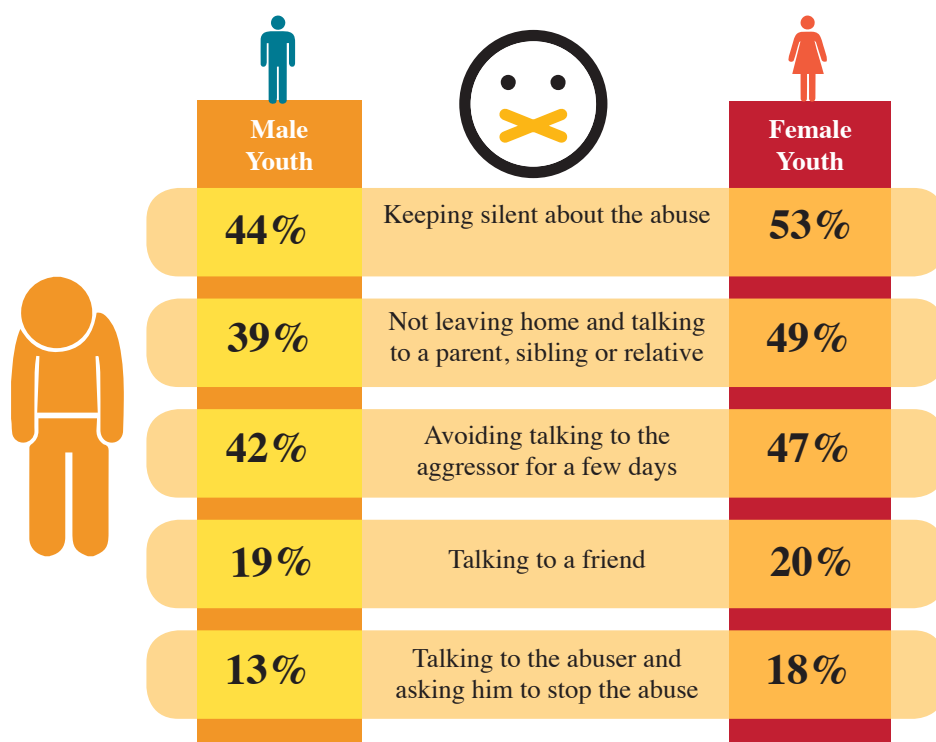 Male
Youth
Female
Youth
44%
Keeping silent about the abuse
53%
39%
Not leaving home and talking
to a parent, sibling or relative
49%
42%
Avoiding talking to the
aggressor for a few days
47%
19%
Talking to a friend
20%
13%
Talking to the abuser and
asking him to stop the abuse
18%